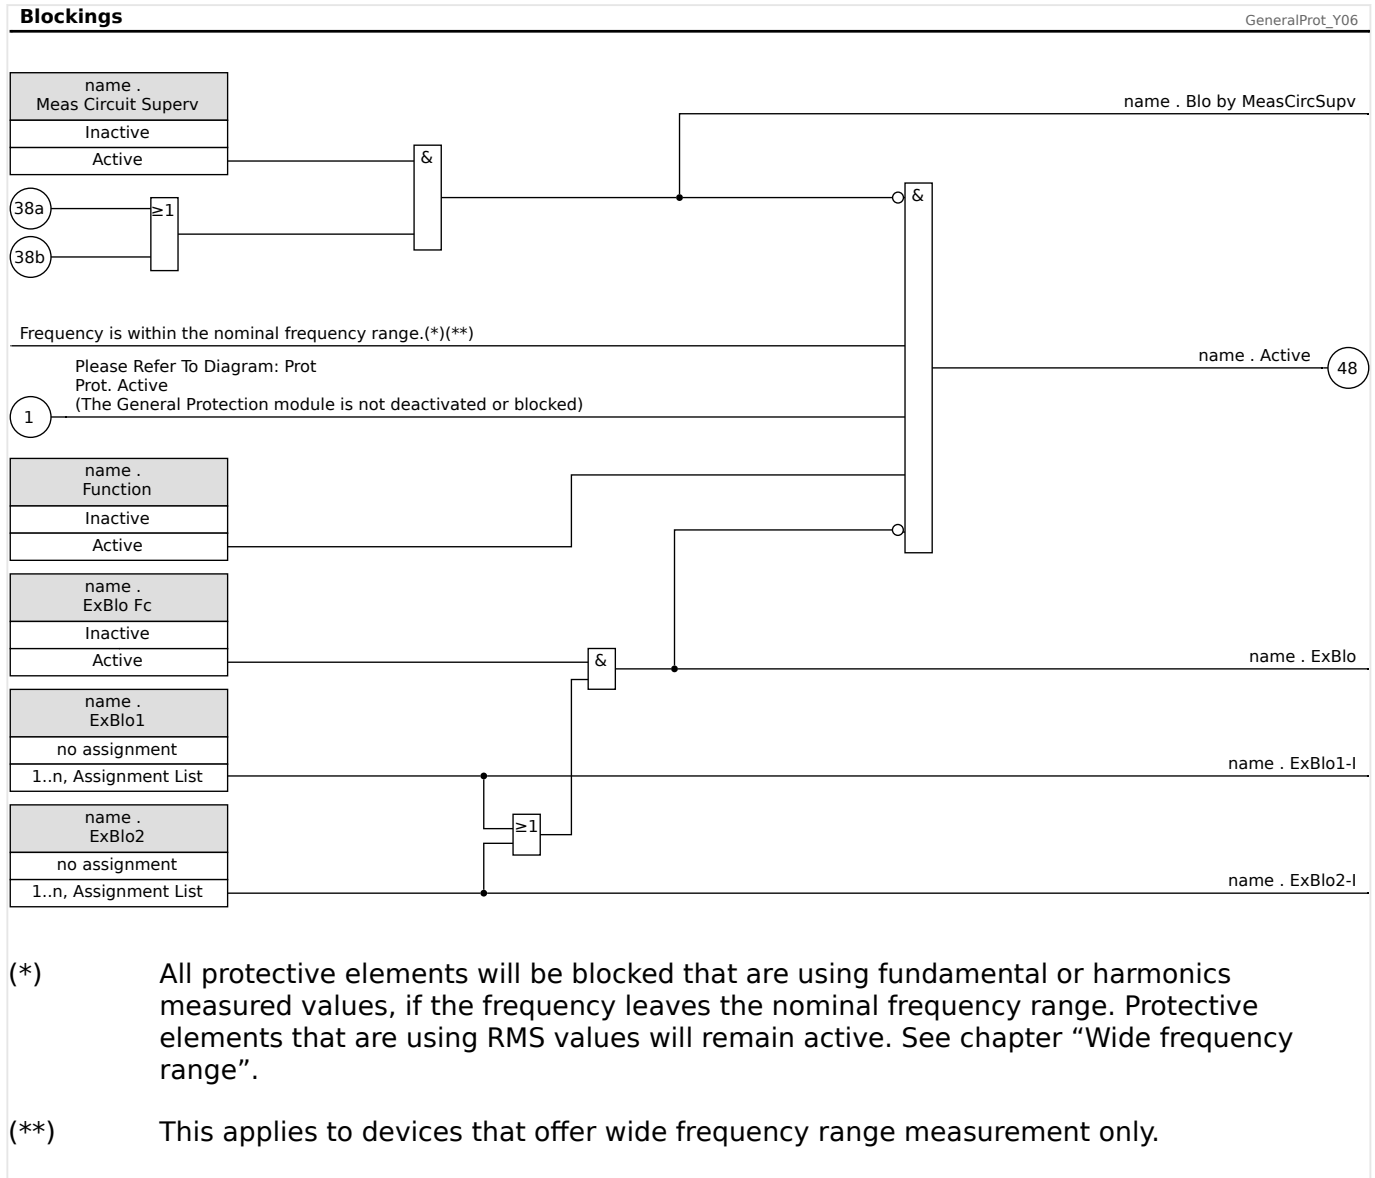 Blockings
GeneralProt_Y06
name .
Meas Circuit Superv
Inactive
Active
name . Blo by MeasCircSupv
&
38a
≥1
38b
&
Frequency is within the nominal frequency range.(*)(**)
Please Refer To Diagram: Prot
Prot. Active
(The General Protection module is not deactivated or blocked)
1
name . Active
48
name .
Function
Inactive
Active
name .
ExBlo Fc
Inactive
Active
&
name . ExBlo
name .
ExBlo1
no assignment
1..n, Assignment List
name . ExBlo1-I
name .
ExBlo2
no assignment
1..n, Assignment List
≥1
name . ExBlo2-I
(*) All protective elements will be blocked that are using fundamental or harmonics
measured values, if the frequency leaves the nominal frequency range. Protective
elements that are using RMS values will remain active. See chapter “Wide frequency
range”.
(**) This applies to devices that offer wide frequency range measurement only.